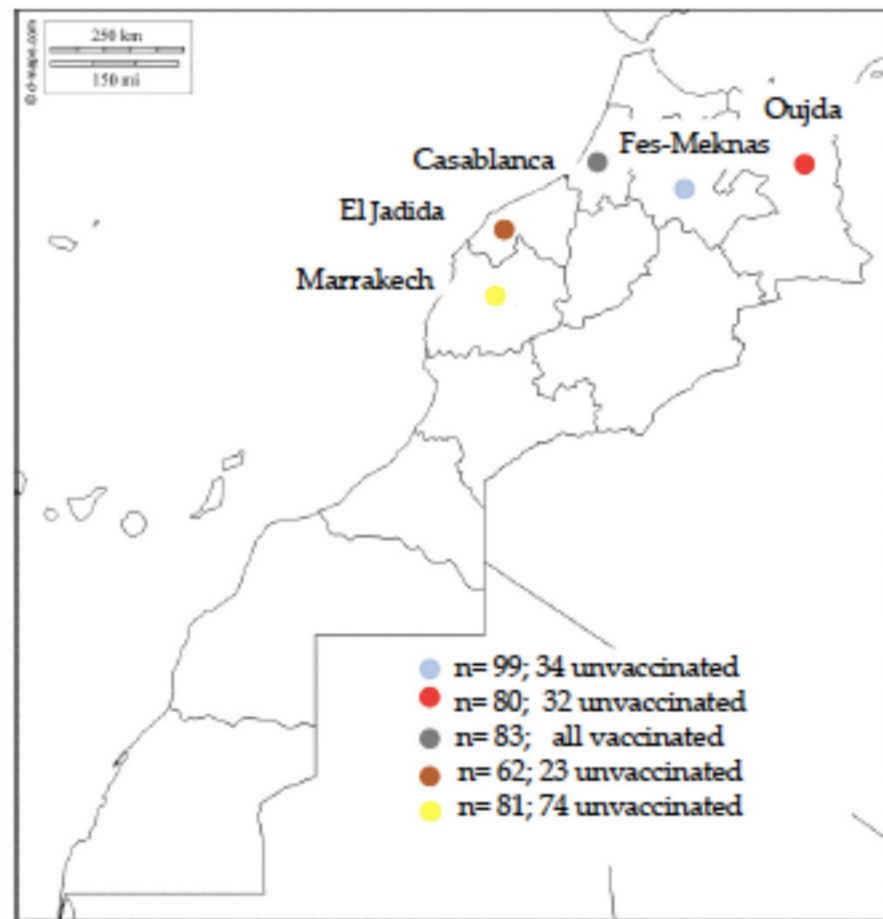 250 km
150 mi
© d-maps.com
Oujda
Fes-Meknas
Casablanca
El Jadida
Marrakech
n= 99; 34 unvaccinated
n= 80; 32 unvaccinated
n= 83; all vaccinated
n= 62; 23 unvaccinated
n= 81; 74 unvaccinated